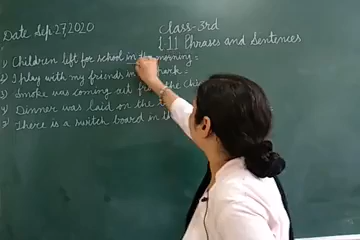 Date Sep. 27, 2020
Class-3rd
L11 Phrases and Sentences
1) Children left for school in the morning.
2) I play with my friends in
3) Smoke was coming out from the
4) Dinner was laid on the
5) There is a switch board in